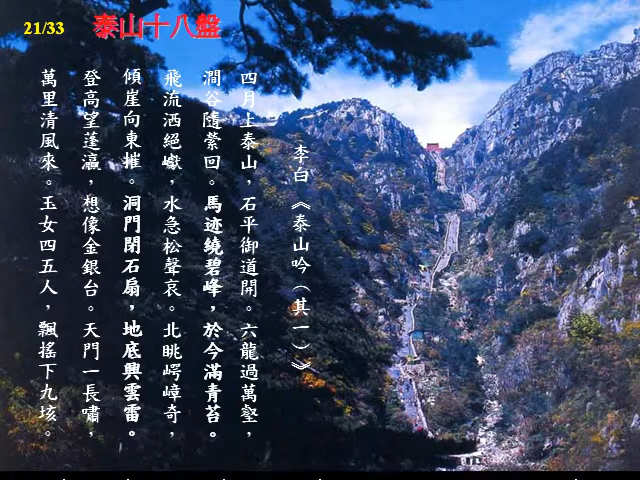 21/33
泰山十八盤
李白《泰山吟（其一）》
四月上泰山，石平御道開。六龍過萬壑，
澗谷隨縈回。馬迹繞碧峰，於今滿青苔。
飛流洒絕巘，水急松聲哀。北眺崿嶂奇，
傾崖向東摧。洞門閉石扇，地底興雲雷。
登高望蓬瀛，想像金銀台。天門一長嘯，
萬里清風來。玉女四五人，飄搖下九垓。